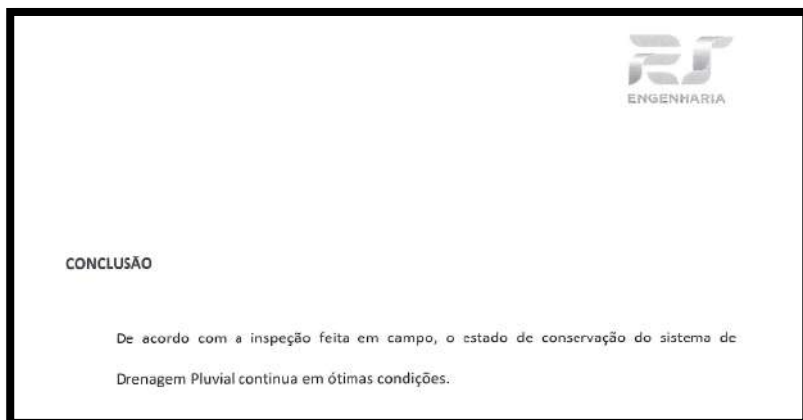 RS
ENGENHARIA
CONCLUSÃO
De acordo com a inspeção feita em campo, o estado de conservação do sistema de
Drenagem Pluvial continua em ótimas condições.